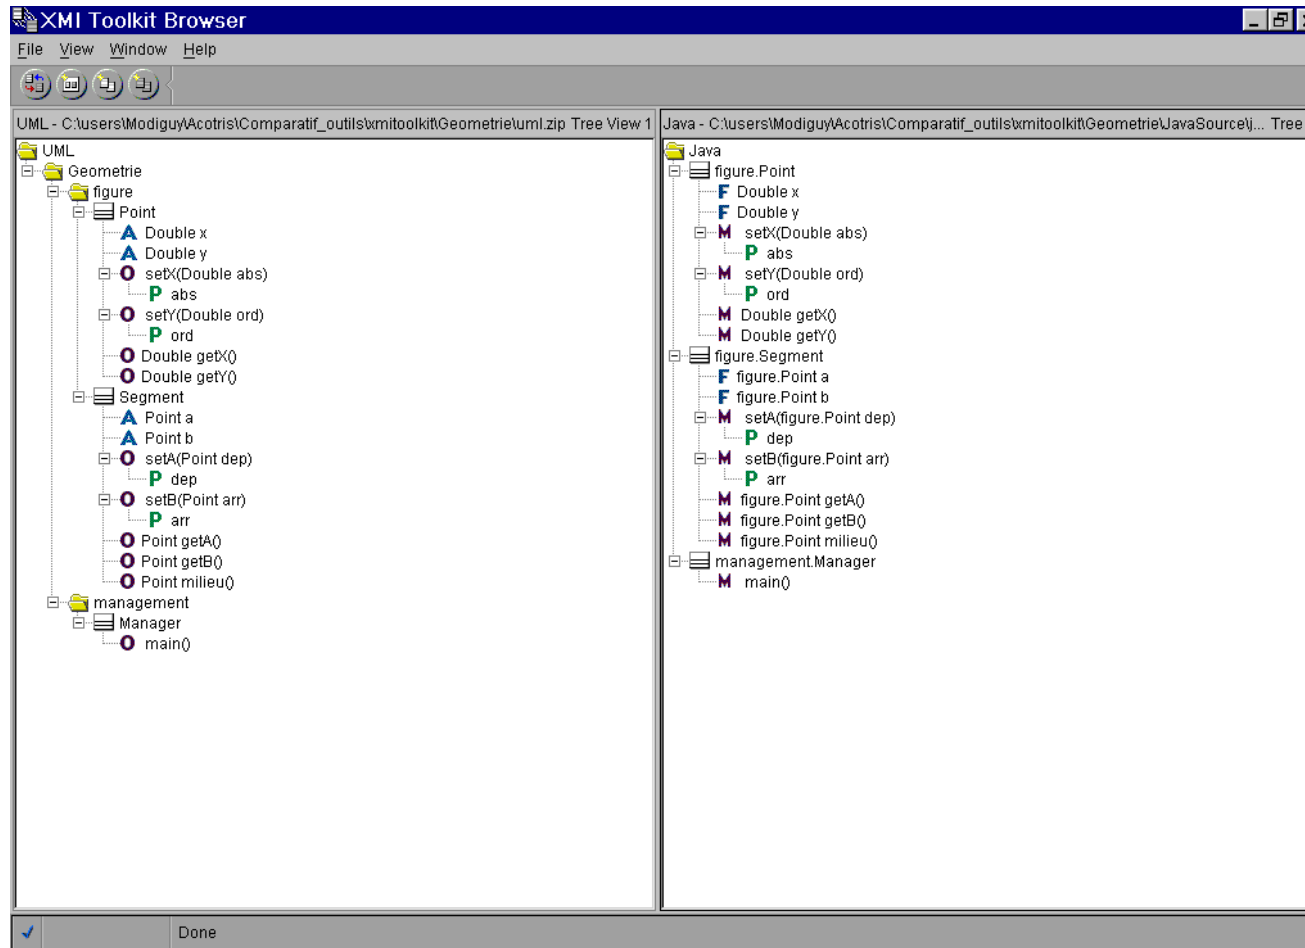 XMI Toolkit Browser
File View Window Help
UML - C:\users\Modiguy\Acotris\Comparatif_outils\xmitoolkit\Geometrie\uml.zip Tree View 1
UML
Geometrie
figure
Point
A Double x
A Double y
O setX(Double abs)
P abs
O setY(Double ord)
P ord
O Double getX()
O Double getY()
Segment
A Point a
A Point b
O setA(Point dep)
P dep
O setB(Point arr)
P arr
O Point getA()
O Point getB()
O Point milieu()
management
Manager
O main()
Java - C:\users\Modiguy\Acotris\Comparatif_outils\xmitoolkit\Geometrie\JavaSource\j... Tree
Java
figure.Point
F Double x
F Double y
M setX(Double abs)
P abs
M setY(Double ord)
P ord
M Double getX()
M Double getY()
figure.Segment
F figure.Point a
F figure.Point b
M setA(figure.Point dep)
P dep
M setB(figure.Point arr)
P arr
M figure.Point getA()
M figure.Point getB()
M figure.Point milieu()
management.Manager
M main()
Done